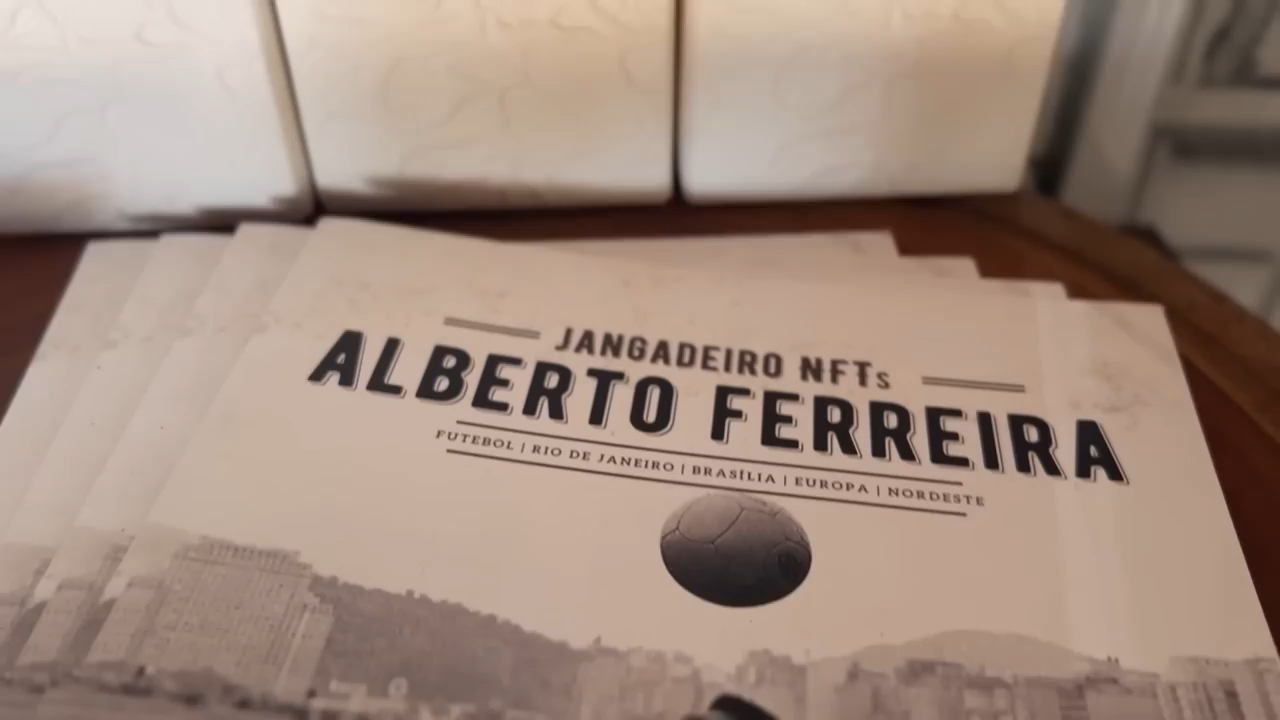 JANGADEIRO NFTs
ALBERTO FERREIRA
FUTEBOL | RIO DE JANEIRO | BRASÍLIA | EUROPA | NORDESTE